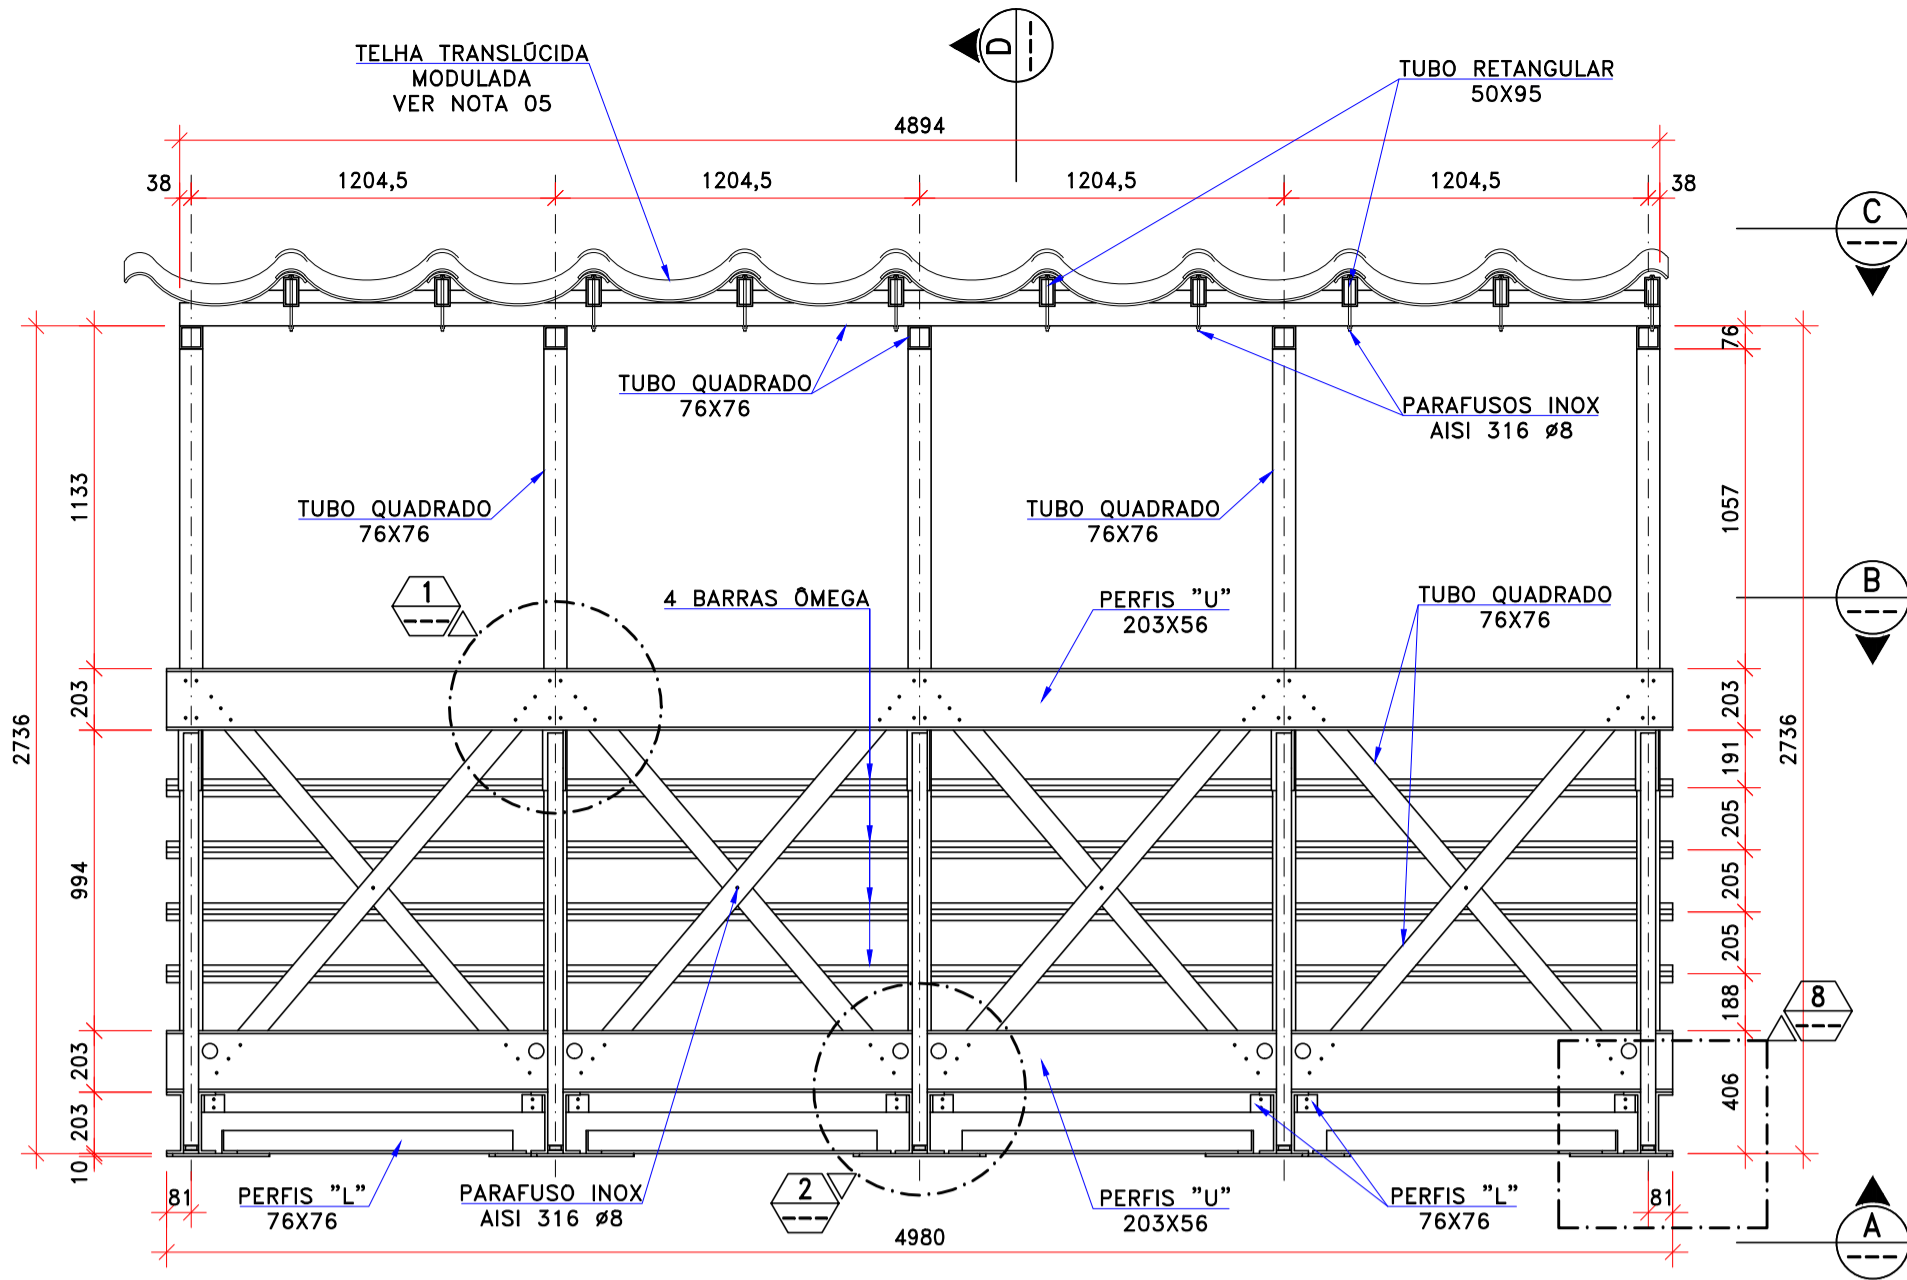 D
TELHA TRANSLÚCIDA
MODULADA
VER NOTA 05
TUBO RETANGULAR
50X95
4894
38
1204,5
1204,5
1204,5
1204,5
38
C
76
TUBO QUADRADO
76X76
PARAFUSOS INOX
AISI 316 ø8
1133
TUBO QUADRADO
76X76
TUBO QUADRADO
76X76
1057
1
4 BARRAS ÔMEGA
PERFIS "U"
203X56
TUBO QUADRADO
76X76
B
203
203
2736
2736
191
205
994
205
205
188
8
203
406
203
10
81
PERFIS "L"
76X76
PARAFUSO INOX
AISI 316 ø8
2
PERFIS "U"
203X56
PERFIS "L"
76X76
81
4980
A